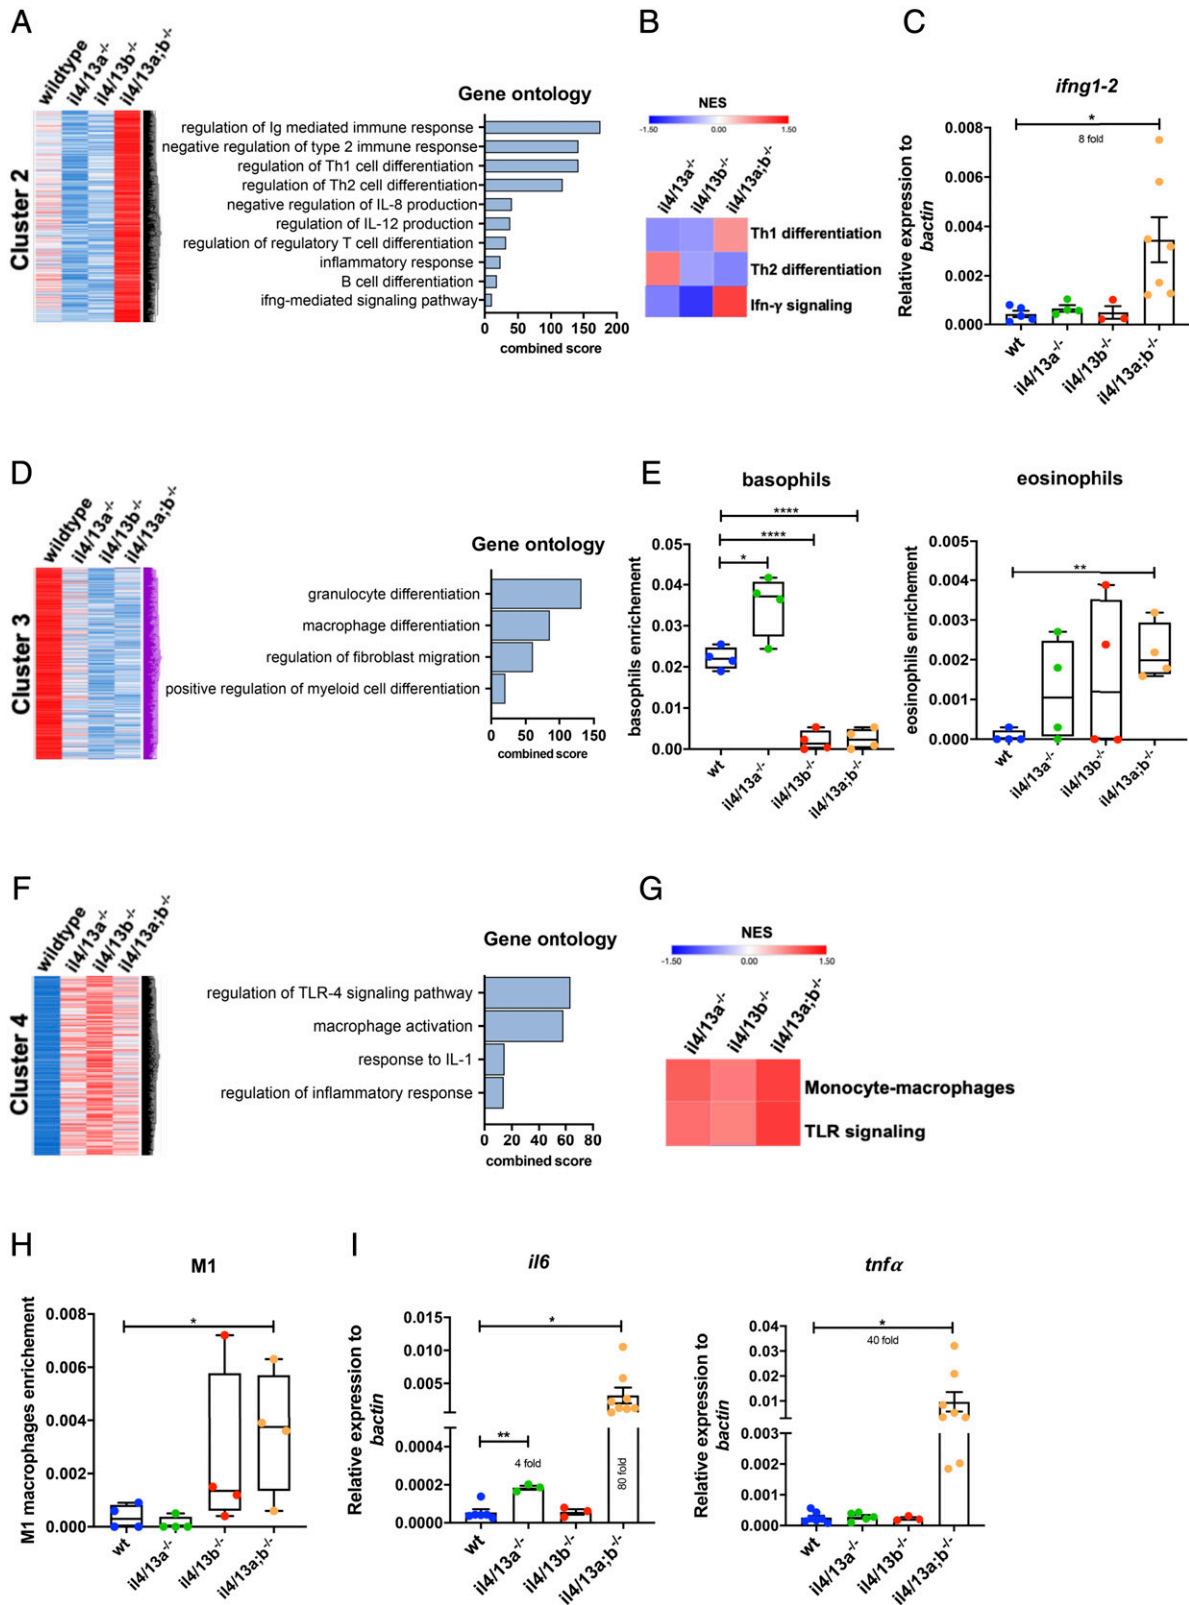 A
wildtype
il4/13a-/-
il4/13b-/-
il4/13a;b-/-
Cluster 2
Gene ontology
regulation of Ig mediated immune response
negative regulation of type 2 immune response
regulation of Th1 cell differentiation
regulation of Th2 cell differentiation
negative regulation of IL-8 production
regulation of IL-12 production
regulation of regulatory T cell differentiation
inflammatory response
B cell differentiation
ifng-mediated signaling pathway
0 50 100 150 200
combined score
B
NES
-1.50 0.00 1.50
il4/13a-/-
il4/13b-/-
il4/13a;b-/-
Th1 differentiation
Th2 differentiation
Ifn-γ signaling
C
ifng1-2
Relative expression to
bactin
0.008
0.006
0.004
0.002
0.000
*
8 fold
wt
il4/13a-/-
il4/13b-/-
il4/13a;b-/-
D
wildtype
il4/13a-/-
il4/13b-/-
il4/13a;b-/-
Cluster 3
Gene ontology
granulocyte differentiation
macrophage differentiation
regulation of fibroblast migration
positive regulation of myeloid cell differentiation
0 50 100 150
combined score
E
basophils
basophils enrichment
0.05
0.04
0.03
0.02
0.01
0.00
****
****
*
wt
il4/13a-/-
il4/13b-/-
il4/13a;b-/-
eosinophils
eosinophils enrichment
0.005
0.004
0.003
0.002
0.001
0.000
**
wt
il4/13a-/-
il4/13b-/-
il4/13a;b-/-
F
wildtype
il4/13a-/-
il4/13b-/-
il4/13a;b-/-
Cluster 4
Gene ontology
regulation of TLR-4 signaling pathway
macrophage activation
response to IL-1
regulation of inflammatory response
0 20 40 60 80
combined score
G
NES
-1.50 0.00 1.50
il4/13a-/-
il4/13b-/-
il4/13a;b-/-
Monocyte-macrophages
TLR signaling
H
M1
M1 macrophages enrichement
0.008
0.006
0.004
0.002
0.000
*
wt
il4/13a-/-
il4/13b-/-
il4/13a;b-/-
I
il6
Relative expression to
bactin
0.015
0.010
0.005
0.0004
0.0002
0.0000
*
**
4 fold
80 fold
wt
il4/13a-/-
il4/13b-/-
il4/13a;b-/-
tnfα
Relative expression to
bactin
0.04
0.03
0.02
0.01
0.003
0.002
0.001
0.000
*
40 fold
wt
il4/13a-/-
il4/13b-/-
il4/13a;b-/-